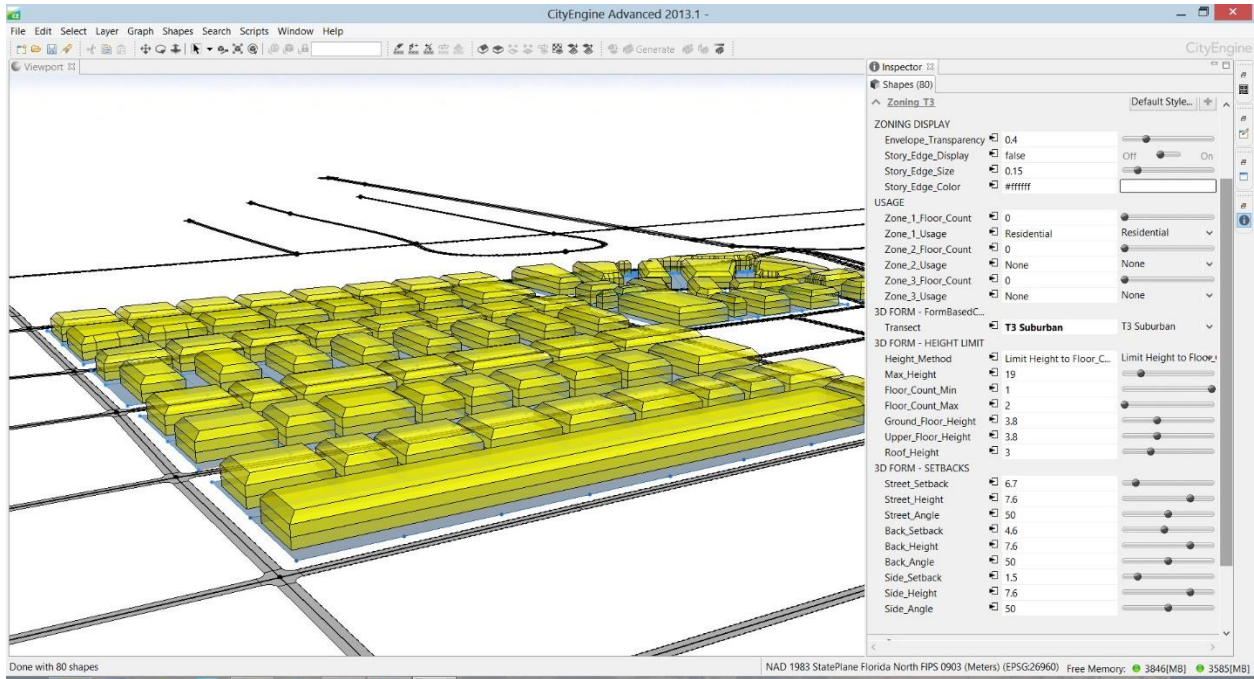 CityEngine Advanced 2013.1 -
File Edit Select Layer Graph Shapes Search Scripts Window Help
Generate
CityEngine
Viewport
Inspector
Shapes (80)
Zoning T3 Default Style...
ZONING DISPLAY
Envelope_Transparency 0.4
Story_Edge_Display false Off On
Story_Edge_Size 0.15
Story_Edge_Color #ffffff
USAGE
Zone_1_Floor_Count 0
Zone_1_Usage Residential Residential
Zone_2_Floor_Count 0
Zone_2_Usage None None
Zone_3_Floor_Count 0
Zone_3_Usage None None
3D FORM - FormBasedC...
Transect T3 Suburban T3 Suburban
3D FORM - HEIGHT LIMIT
Height_Method Limit Height to Floor_C... Limit Height to Floor_
Max_Height 19
Floor_Count_Min 1
Floor_Count_Max 2
Ground_Floor_Height 3.8
Upper_Floor_Height 3.8
Roof_Height 3
3D FORM - SETBACKS
Street_Setback 6.7
Street_Height 7.6
Street_Angle 50
Back_Setback 4.6
Back_Height 7.6
Back_Angle 50
Side_Setback 1.5
Side_Height 7.6
Side_Angle 50
Done with 80 shapes NAD 1983 StatePlane Florida North FIPS 0903 (Meters) (EPSG:26960) Free Memory: 3846[MB] 3585[MB]